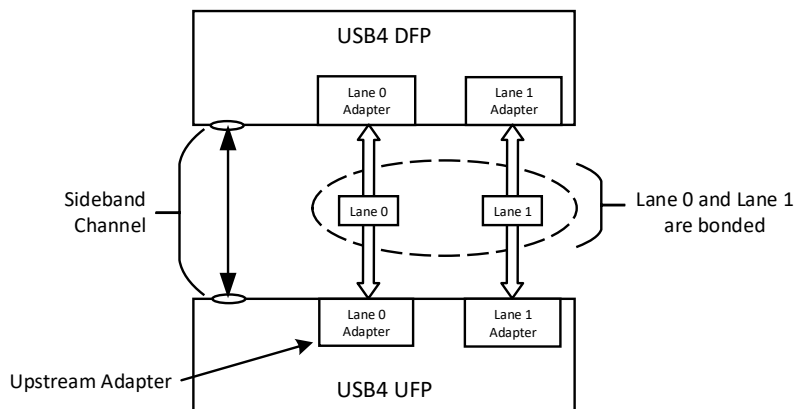 USB4 DFP
Lane 0
Adapter
Lane 1
Adapter
Sideband
Channel
Lane 0
Lane 1
Lane 0 and Lane 1
are bonded
Lane 0
Adapter
Lane 1
Adapter
Upstream Adapter
USB4 UFP